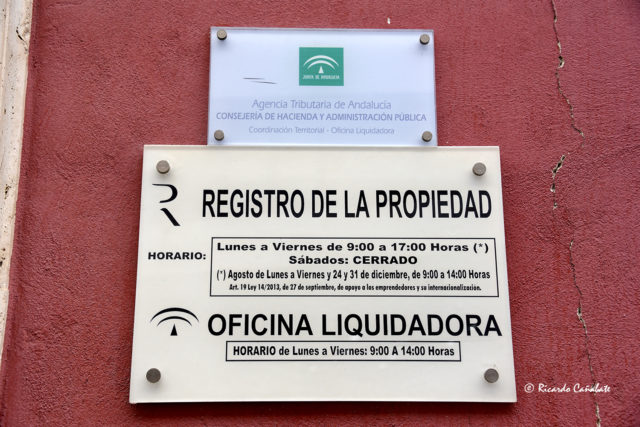 JUNTA DE ANDALUCIA
Agencia Tributaria de Andalucía
CONSEJERÍA DE HACIENDA Y ADMINISTRACIÓN PÚBLICA
Coordinación Territorial - Oficina Liquidadora
R REGISTRO DE LA PROPIEDAD
HORARIO:
Lunes a Viernes de 9:00 a 17:00 Horas (*)
Sábados: CERRADO
(*) Agosto de Lunes a Viernes y 24 y 31 de diciembre, de 9:00 a 14:00 Horas
Art. 19 Ley 14/2013, de 27 de septiembre, de apoyo a los emprendedores y su internacionalización.
OFICINA LIQUIDADORA
HORARIO de Lunes a Viernes: 9:00 A 14:00 Horas
© Ricardo Cañabate